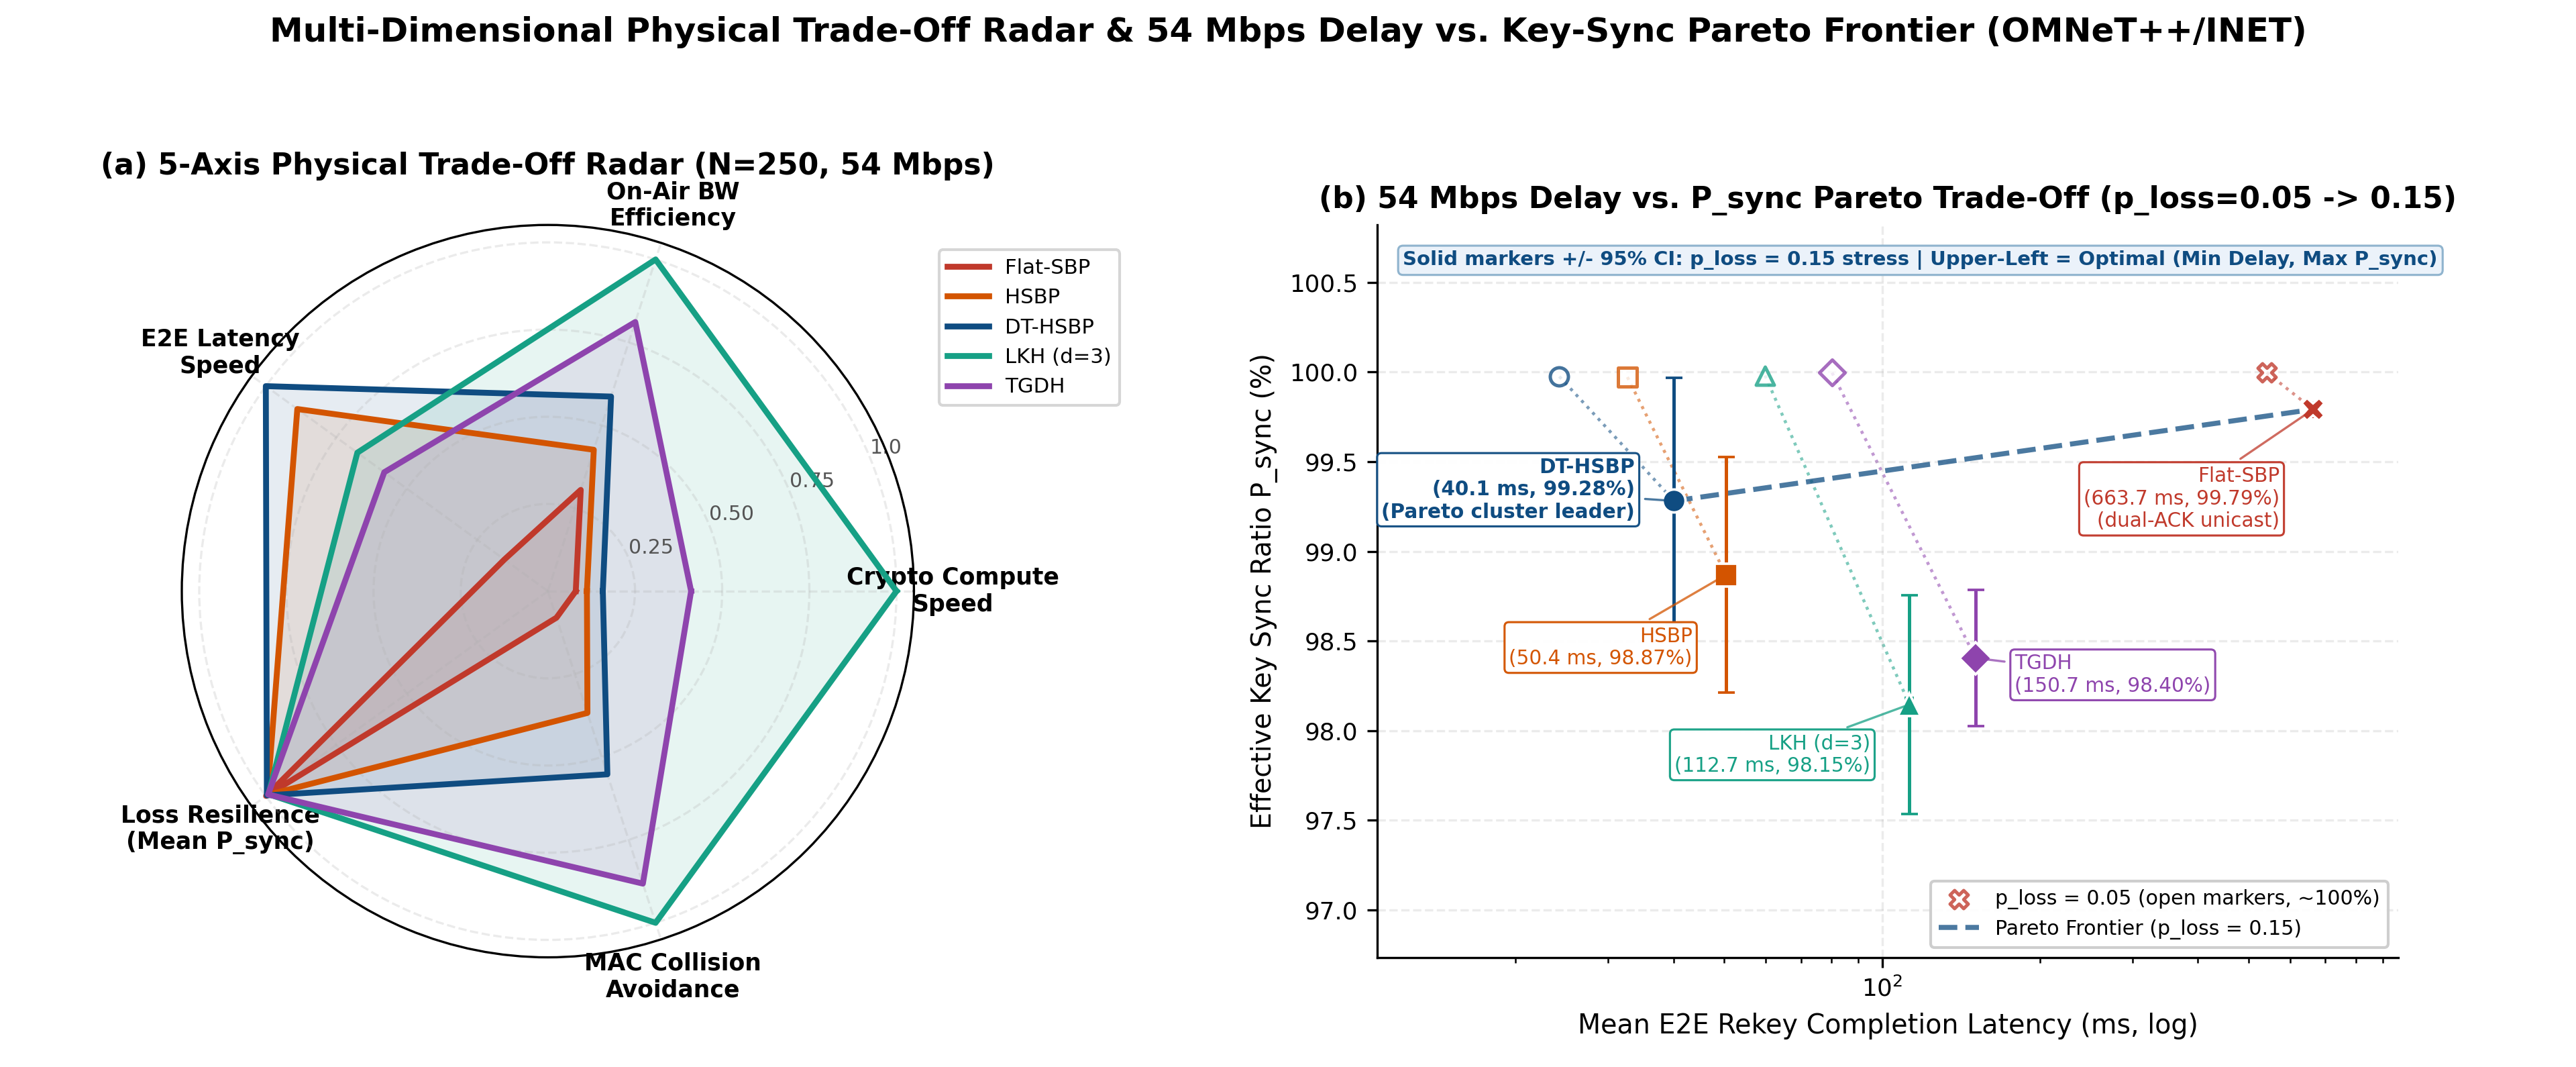 Multi-Dimensional Physical Trade-Off Radar & 54 Mbps Delay vs. Key-Sync Pareto Frontier (OMNeT++/INET)
(a) 5-Axis Physical Trade-Off Radar (N=250, 54 Mbps)
On-Air BW
Efficiency
E2E Latency
Speed
Crypto Compute
Speed
Loss Resilience
(Mean P_sync)
MAC Collision
Avoidance
0.25
0.50
0.75
1.0
Flat-SBP
HSBP
DT-HSBP
LKH (d=3)
TGDH
(b) 54 Mbps Delay vs. P_sync Pareto Trade-Off (p_loss=0.05 -> 0.15)
Solid markers +/- 95% CI: p_loss = 0.15 stress | Upper-Left = Optimal (Min Delay, Max P_sync)
Effective Key Sync Ratio P_sync (%)
100.5
100.0
99.5
99.0
98.5
98.0
97.5
97.0
DT-HSBP
(40.1 ms, 99.28%)
(Pareto cluster leader)
Flat-SBP
(663.7 ms, 99.79%)
(dual-ACK unicast)
HSBP
(50.4 ms, 98.87%)
TGDH
(150.7 ms, 98.40%)
LKH (d=3)
(112.7 ms, 98.15%)
p_loss = 0.05 (open markers, ~100%)
Pareto Frontier (p_loss = 0.15)
10²
Mean E2E Rekey Completion Latency (ms, log)